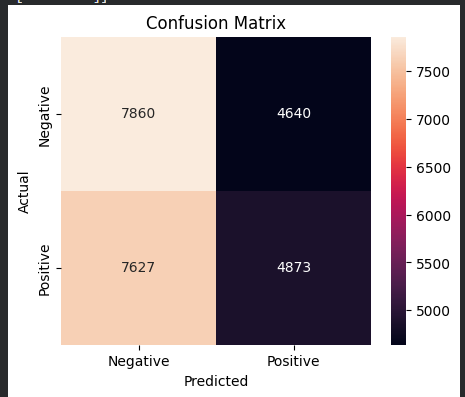 Confusion Matrix
Negative
7860
4640
Positive
7627
4873
Actual
Negative
Positive
Predicted
7500
7000
6500
6000
5500
5000